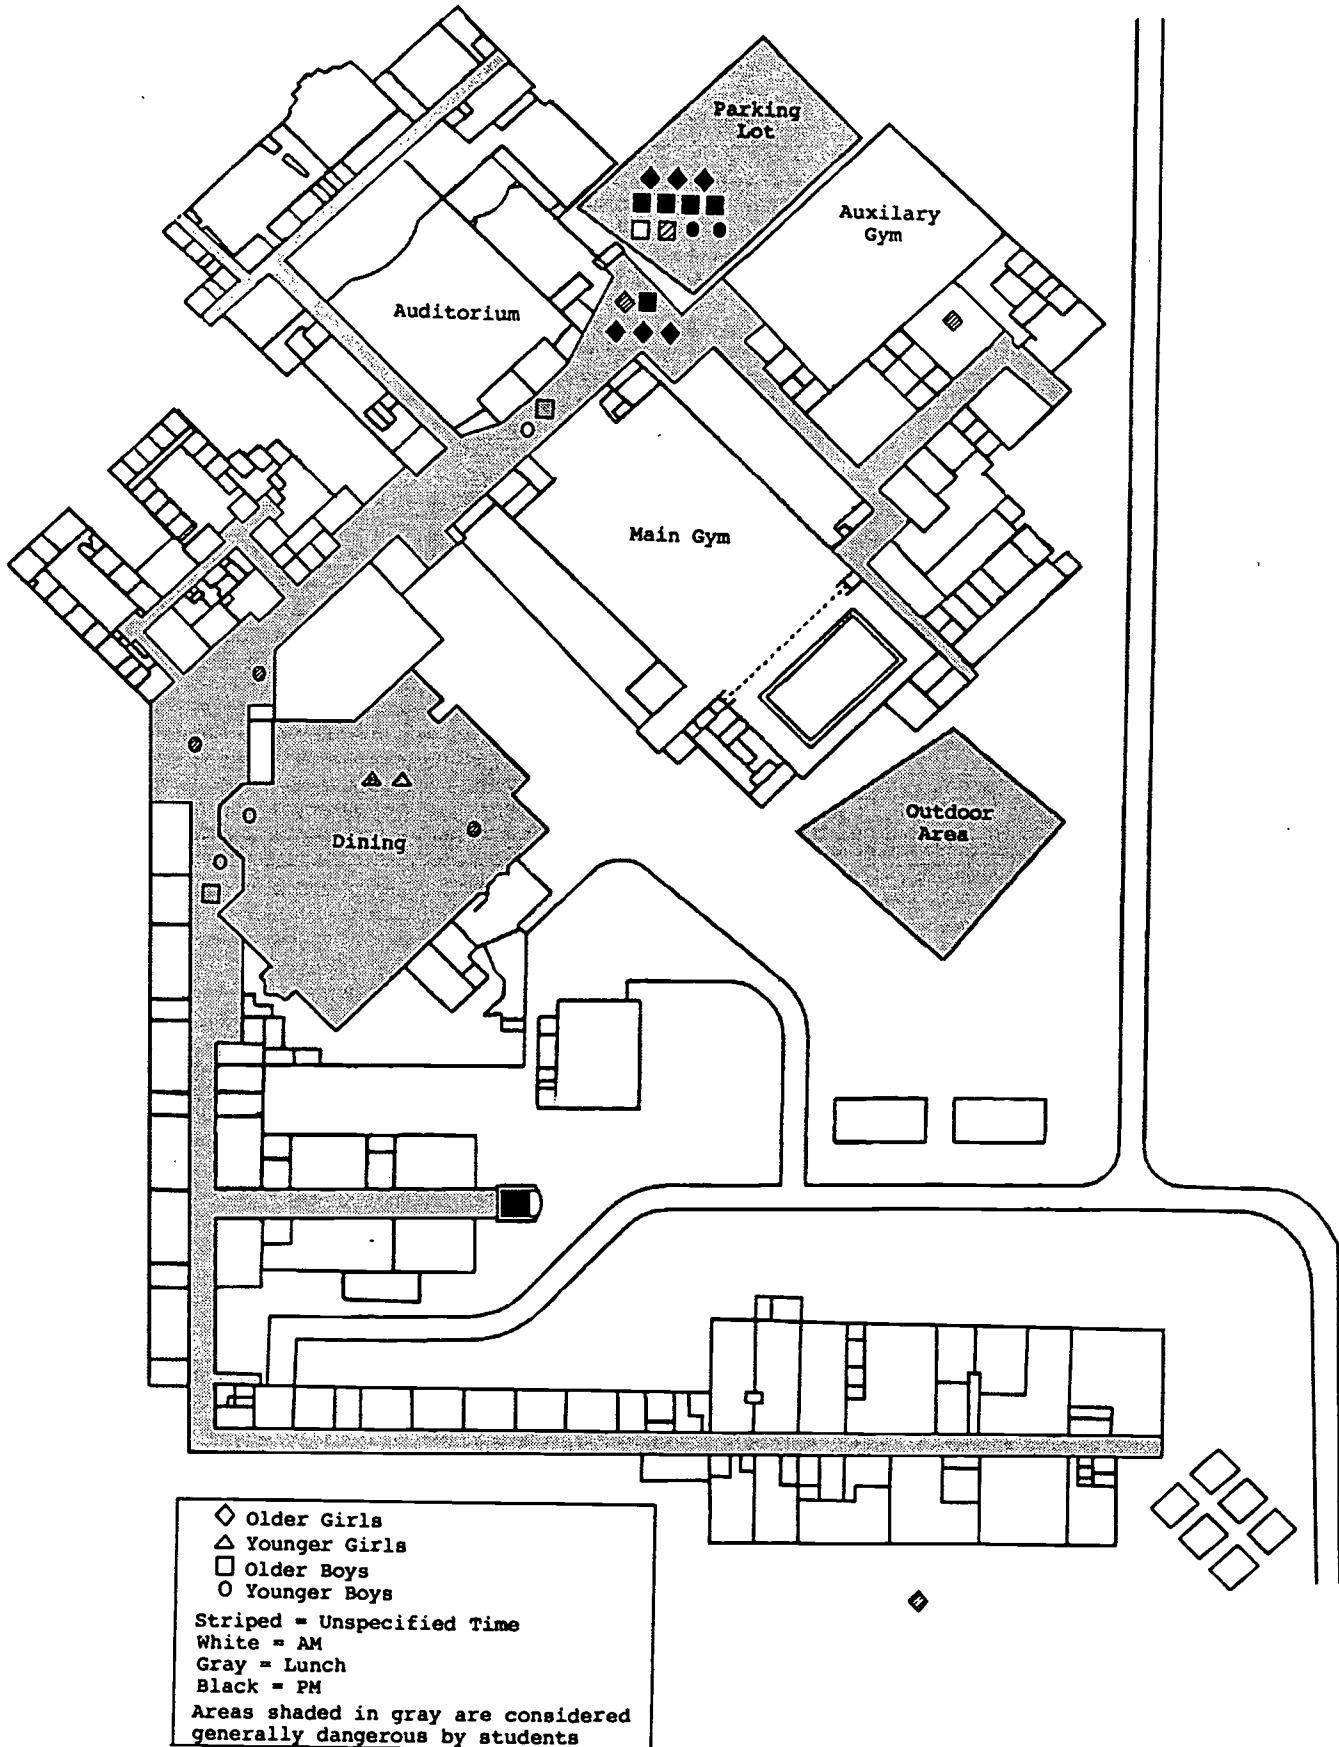 Parking
Lot
Auxilary
Gym
Auditorium
Main Gym
Outdoor
Area
Dining
Older Girls
Younger Girls
Older Boys
Younger Boys
Striped = Unspecified Time
White = AM
Gray = Lunch
Black = PM
Areas shaded in gray are considered
generally dangerous by students